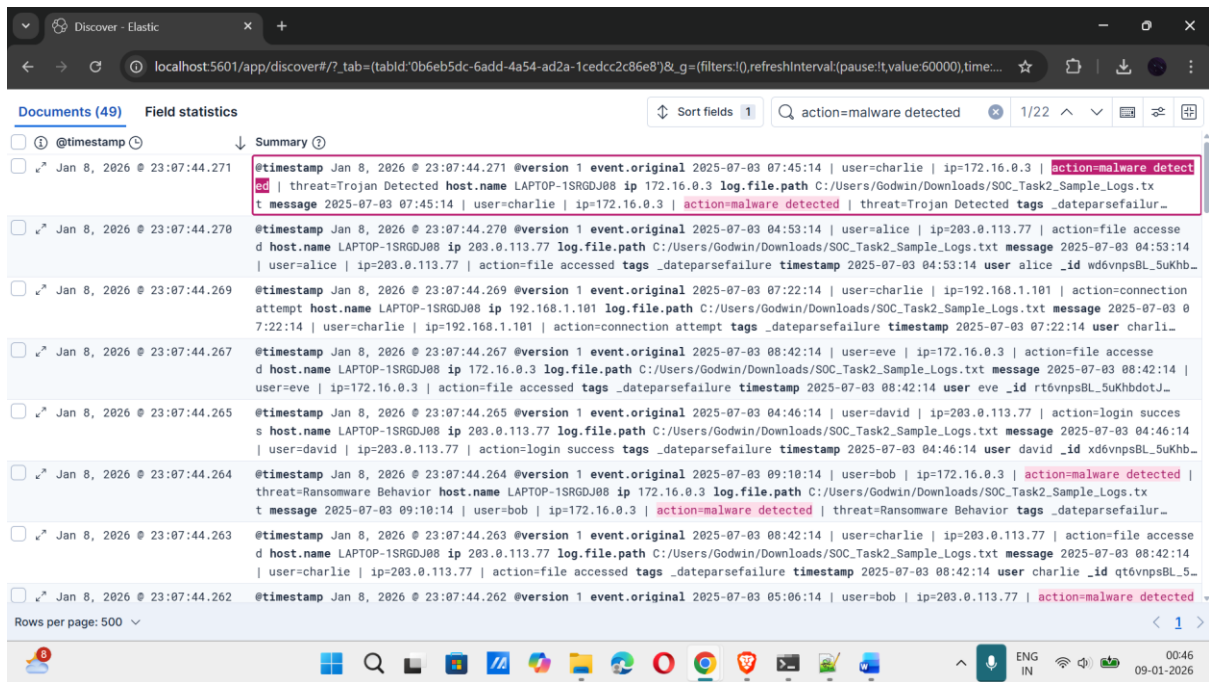 Discover - Elastic
localhost:5601/app/discover#/?_tab=(tabId:'0b6eb5dc-6add-4a54-ad2a-1cedcc2c86e8')&_g=(filters:!(),refreshInterval:(pause:!t,value:60000),time:...
Documents (49) Field statistics Sort fields 1 action=malware detected 1/22
@timestamp Summary
Jan 8, 2026 @ 23:07:44.271 @timestamp Jan 8, 2026 @ 23:07:44.271 @version 1 event.original 2025-07-03 07:45:14 | user=charlie | ip=172.16.0.3 | action=malware detect
ed | threat=Trojan Detected host.name LAPTOP-1SRGDJ08 ip 172.16.0.3 log.file.path C:/Users/Godwin/Downloads/SOC_Task2_Sample_Logs.tx
t message 2025-07-03 07:45:14 | user=charlie | ip=172.16.0.3 | action=malware detected | threat=Trojan Detected tags _dateparsefailur…
Jan 8, 2026 @ 23:07:44.270 @timestamp Jan 8, 2026 @ 23:07:44.270 @version 1 event.original 2025-07-03 04:53:14 | user=alice | ip=203.0.113.77 | action=file accesse
d host.name LAPTOP-1SRGDJ08 ip 203.0.113.77 log.file.path C:/Users/Godwin/Downloads/SOC_Task2_Sample_Logs.txt message 2025-07-03 04:53:14
| user=alice | ip=203.0.113.77 | action=file accessed tags _dateparsefailure timestamp 2025-07-03 04:53:14 user alice _id wd6vnpsBL_5uKhb…
Jan 8, 2026 @ 23:07:44.269 @timestamp Jan 8, 2026 @ 23:07:44.269 @version 1 event.original 2025-07-03 07:22:14 | user=charlie | ip=192.168.1.101 | action=connection
attempt host.name LAPTOP-1SRGDJ08 ip 192.168.1.101 log.file.path C:/Users/Godwin/Downloads/SOC_Task2_Sample_Logs.txt message 2025-07-03 0
7:22:14 | user=charlie | ip=192.168.1.101 | action=connection attempt tags _dateparsefailure timestamp 2025-07-03 07:22:14 user charli…
Jan 8, 2026 @ 23:07:44.267 @timestamp Jan 8, 2026 @ 23:07:44.267 @version 1 event.original 2025-07-03 08:42:14 | user=eve | ip=172.16.0.3 | action=file accesse
d host.name LAPTOP-1SRGDJ08 ip 172.16.0.3 log.file.path C:/Users/Godwin/Downloads/SOC_Task2_Sample_Logs.txt message 2025-07-03 08:42:14 |
user=eve | ip=172.16.0.3 | action=file accessed tags _dateparsefailure timestamp 2025-07-03 08:42:14 user eve _id rt6vnpsBL_5uKhbdotJ…
Jan 8, 2026 @ 23:07:44.265 @timestamp Jan 8, 2026 @ 23:07:44.265 @version 1 event.original 2025-07-03 04:46:14 | user=david | ip=203.0.113.77 | action=login succes
s host.name LAPTOP-1SRGDJ08 ip 203.0.113.77 log.file.path C:/Users/Godwin/Downloads/SOC_Task2_Sample_Logs.txt message 2025-07-03 04:46:14
| user=david | ip=203.0.113.77 | action=login success tags _dateparsefailure timestamp 2025-07-03 04:46:14 user david _id xd6vnpsBL_5uKhb…
Jan 8, 2026 @ 23:07:44.264 @timestamp Jan 8, 2026 @ 23:07:44.264 @version 1 event.original 2025-07-03 09:10:14 | user=bob | ip=172.16.0.3 | action=malware detected |
threat=Ransomware Behavior host.name LAPTOP-1SRGDJ08 ip 172.16.0.3 log.file.path C:/Users/Godwin/Downloads/SOC_Task2_Sample_Logs.tx
t message 2025-07-03 09:10:14 | user=bob | ip=172.16.0.3 | action=malware detected | threat=Ransomware Behavior tags _dateparsefailur…
Jan 8, 2026 @ 23:07:44.263 @timestamp Jan 8, 2026 @ 23:07:44.263 @version 1 event.original 2025-07-03 08:42:14 | user=charlie | ip=203.0.113.77 | action=file accesse
d host.name LAPTOP-1SRGDJ08 ip 203.0.113.77 log.file.path C:/Users/Godwin/Downloads/SOC_Task2_Sample_Logs.txt message 2025-07-03 08:42:14
| user=charlie | ip=203.0.113.77 | action=file accessed tags _dateparsefailure timestamp 2025-07-03 08:42:14 user charlie _id qt6vnpsBL_5…
Jan 8, 2026 @ 23:07:44.262 @timestamp Jan 8, 2026 @ 23:07:44.262 @version 1 event.original 2025-07-03 05:06:14 | user=bob | ip=203.0.113.77 | action=malware detected
Rows per page: 500 1
8 ENG 00:46
IN 09-01-2026